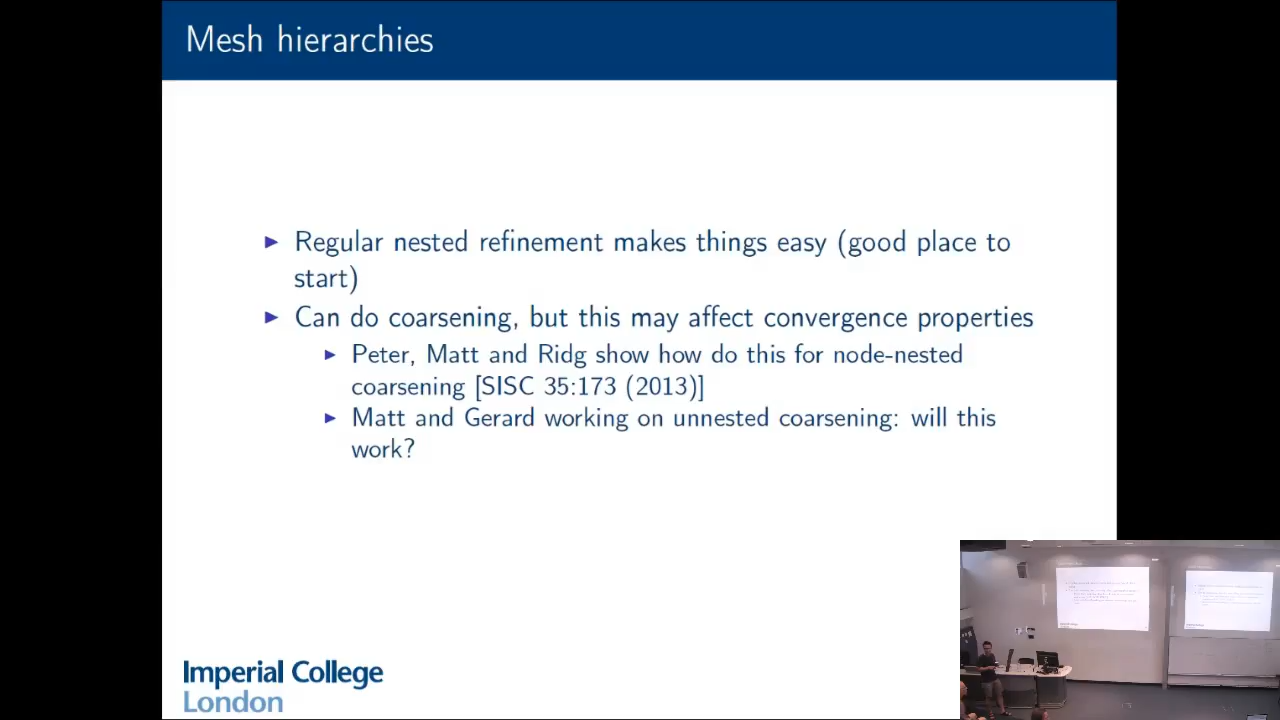 Mesh hierarchies
Regular nested refinement makes things easy (good place to
start)
Can do coarsening, but this may affect convergence properties
Peter, Matt and Ridg show how do this for node-nested
coarsening [SISC 35:173 (2013)]
Matt and Gerard working on unnested coarsening: will this
work?
Imperial College
London